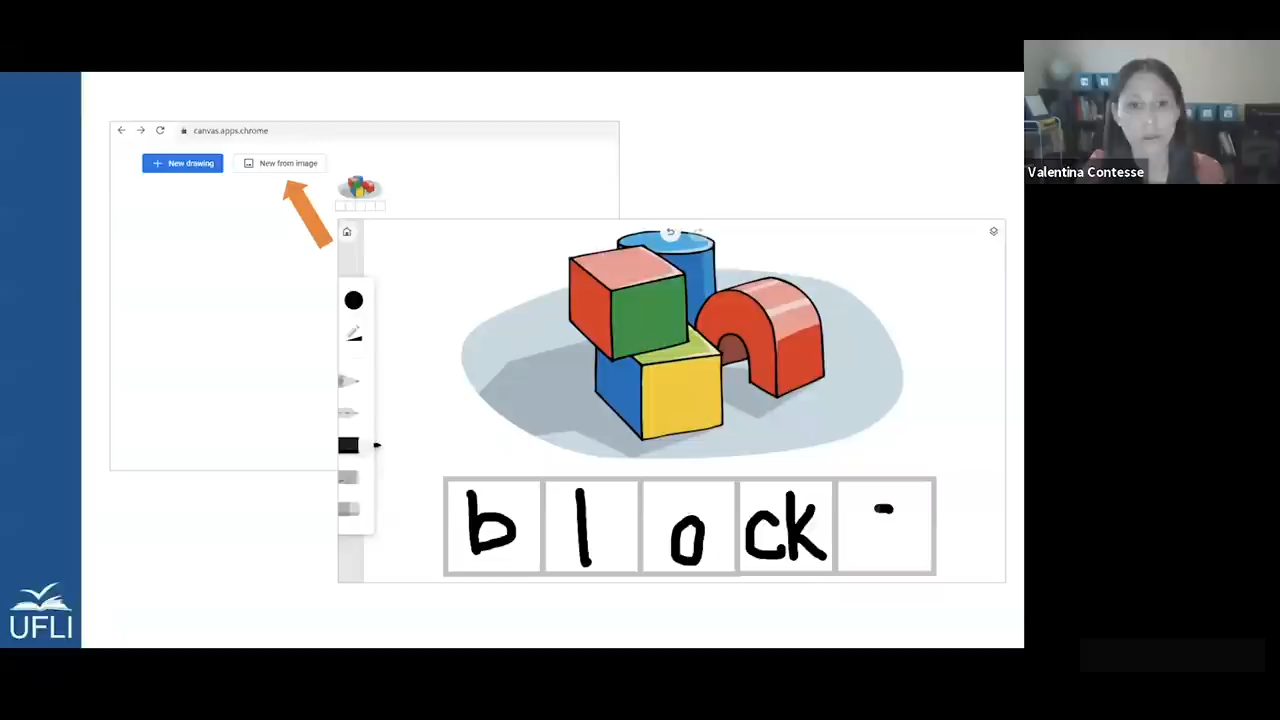 canvas.apps.chrome
+ New drawing
New from image
Valentina Contesse
b l o ck -
UFLI